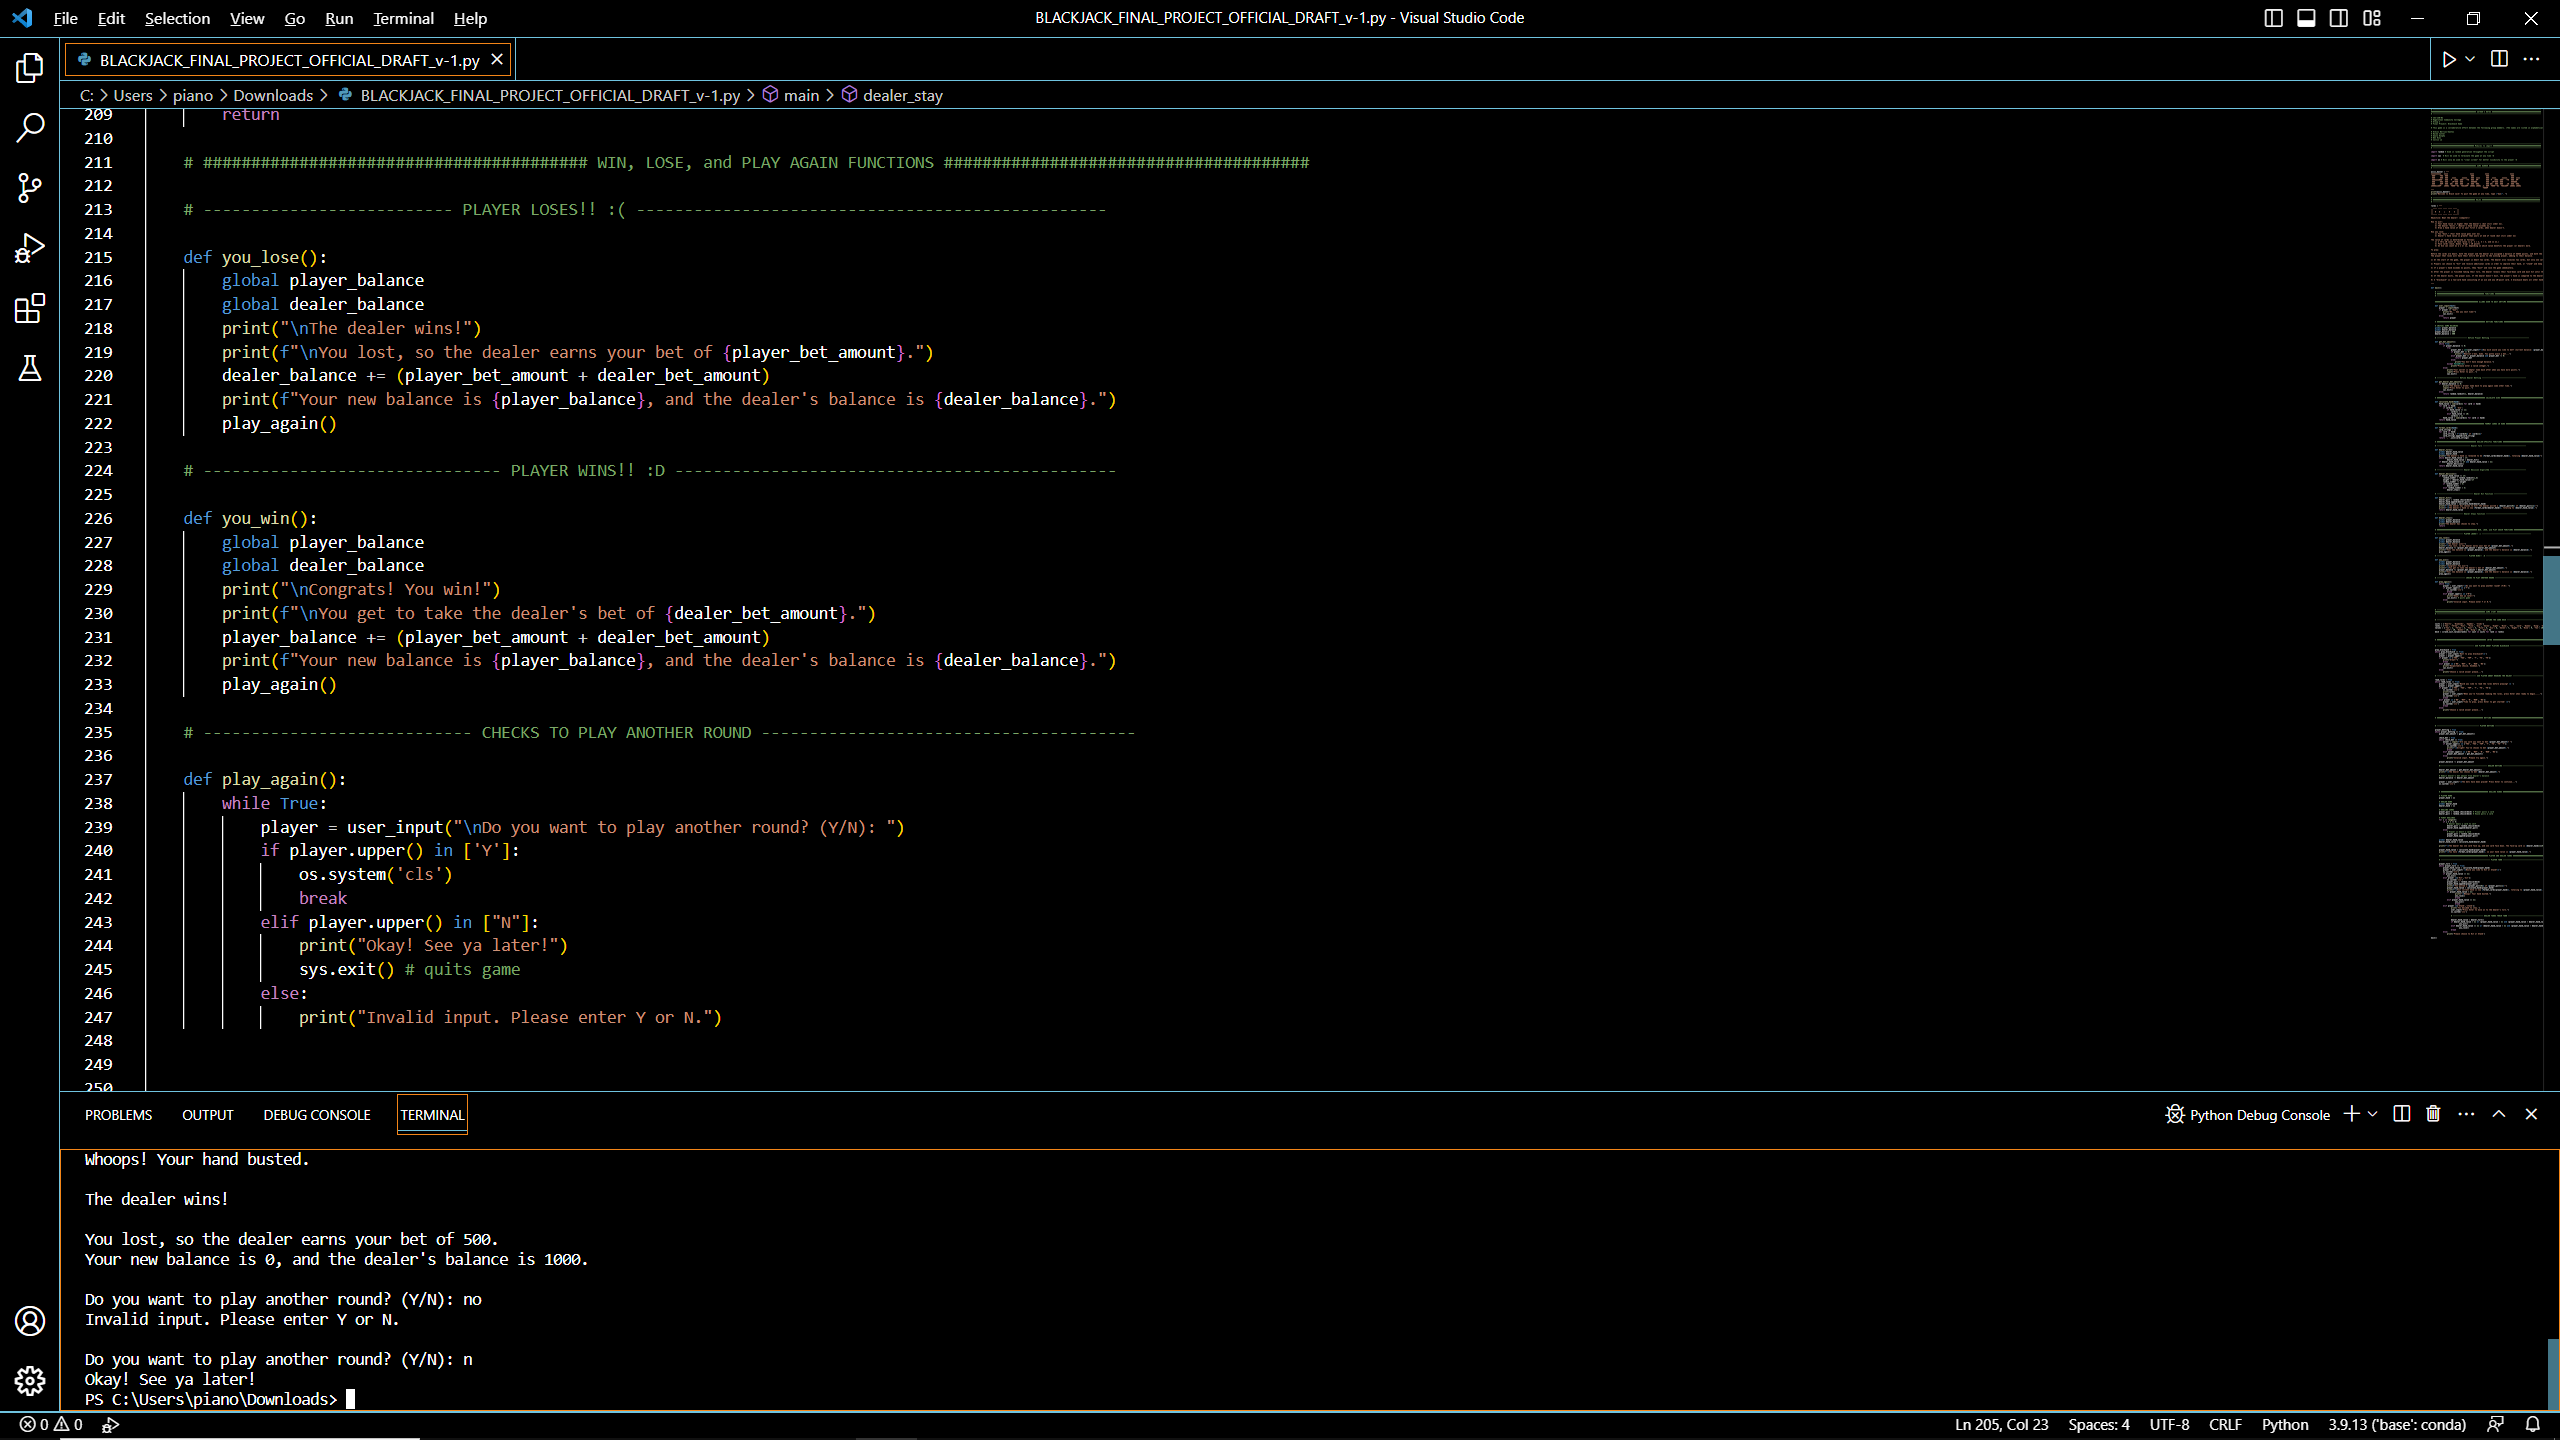 File Edit Selection View Go Run Terminal Help
BLACKJACK_FINAL_PROJECT_OFFICIAL_DRAFT_v-1.py - Visual Studio Code
BLACKJACK_FINAL_PROJECT_OFFICIAL_DRAFT_v-1.py
C: > Users > piano > Downloads > BLACKJACK_FINAL_PROJECT_OFFICIAL_DRAFT_v-1.py > main > dealer_stay
209         return
210
211     # ######################################## WIN, LOSE, and PLAY AGAIN FUNCTIONS ######################################
212
213     # -------------------------- PLAYER LOSES!! :( -------------------------------------------------
214
215     def you_lose():
216         global player_balance
217         global dealer_balance
218         print("\nThe dealer wins!")
219         print(f"\nYou lost, so the dealer earns your bet of {player_bet_amount}.")
220         dealer_balance += (player_bet_amount + dealer_bet_amount)
221         print(f"Your new balance is {player_balance}, and the dealer's balance is {dealer_balance}.")
222         play_again()
223
224     # ------------------------------- PLAYER WINS!! :D ----------------------------------------------
225
226     def you_win():
227         global player_balance
228         global dealer_balance
229         print("\nCongrats! You win!")
230         print(f"\nYou get to take the dealer's bet of {dealer_bet_amount}.")
231         player_balance += (player_bet_amount + dealer_bet_amount)
232         print(f"Your new balance is {player_balance}, and the dealer's balance is {dealer_balance}.")
233         play_again()
234
235     # ---------------------------- CHECKS TO PLAY ANOTHER ROUND ---------------------------------------
236
237     def play_again():
238         while True:
239             player = user_input("\nDo you want to play another round? (Y/N): ")
240             if player.upper() in ['Y']:
241                 os.system('cls')
242                 break
243             elif player.upper() in ["N"]:
244                 print("Okay! See ya later!")
245                 sys.exit() # quits game
246             else:
247                 print("Invalid input. Please enter Y or N.")
248
249
250
Blackjack
PROBLEMS OUTPUT DEBUG CONSOLE TERMINAL
Python Debug Console
Whoops! Your hand busted.
The dealer wins!
You lost, so the dealer earns your bet of 500.
Your new balance is 0, and the dealer's balance is 1000.
Do you want to play another round? (Y/N): no
Invalid input. Please enter Y or N.
Do you want to play another round? (Y/N): n
Okay! See ya later!
PS C:\Users\piano\Downloads>
0 0 Ln 205, Col 23 Spaces: 4 UTF-8 CRLF Python 3.9.13 ('base': conda)